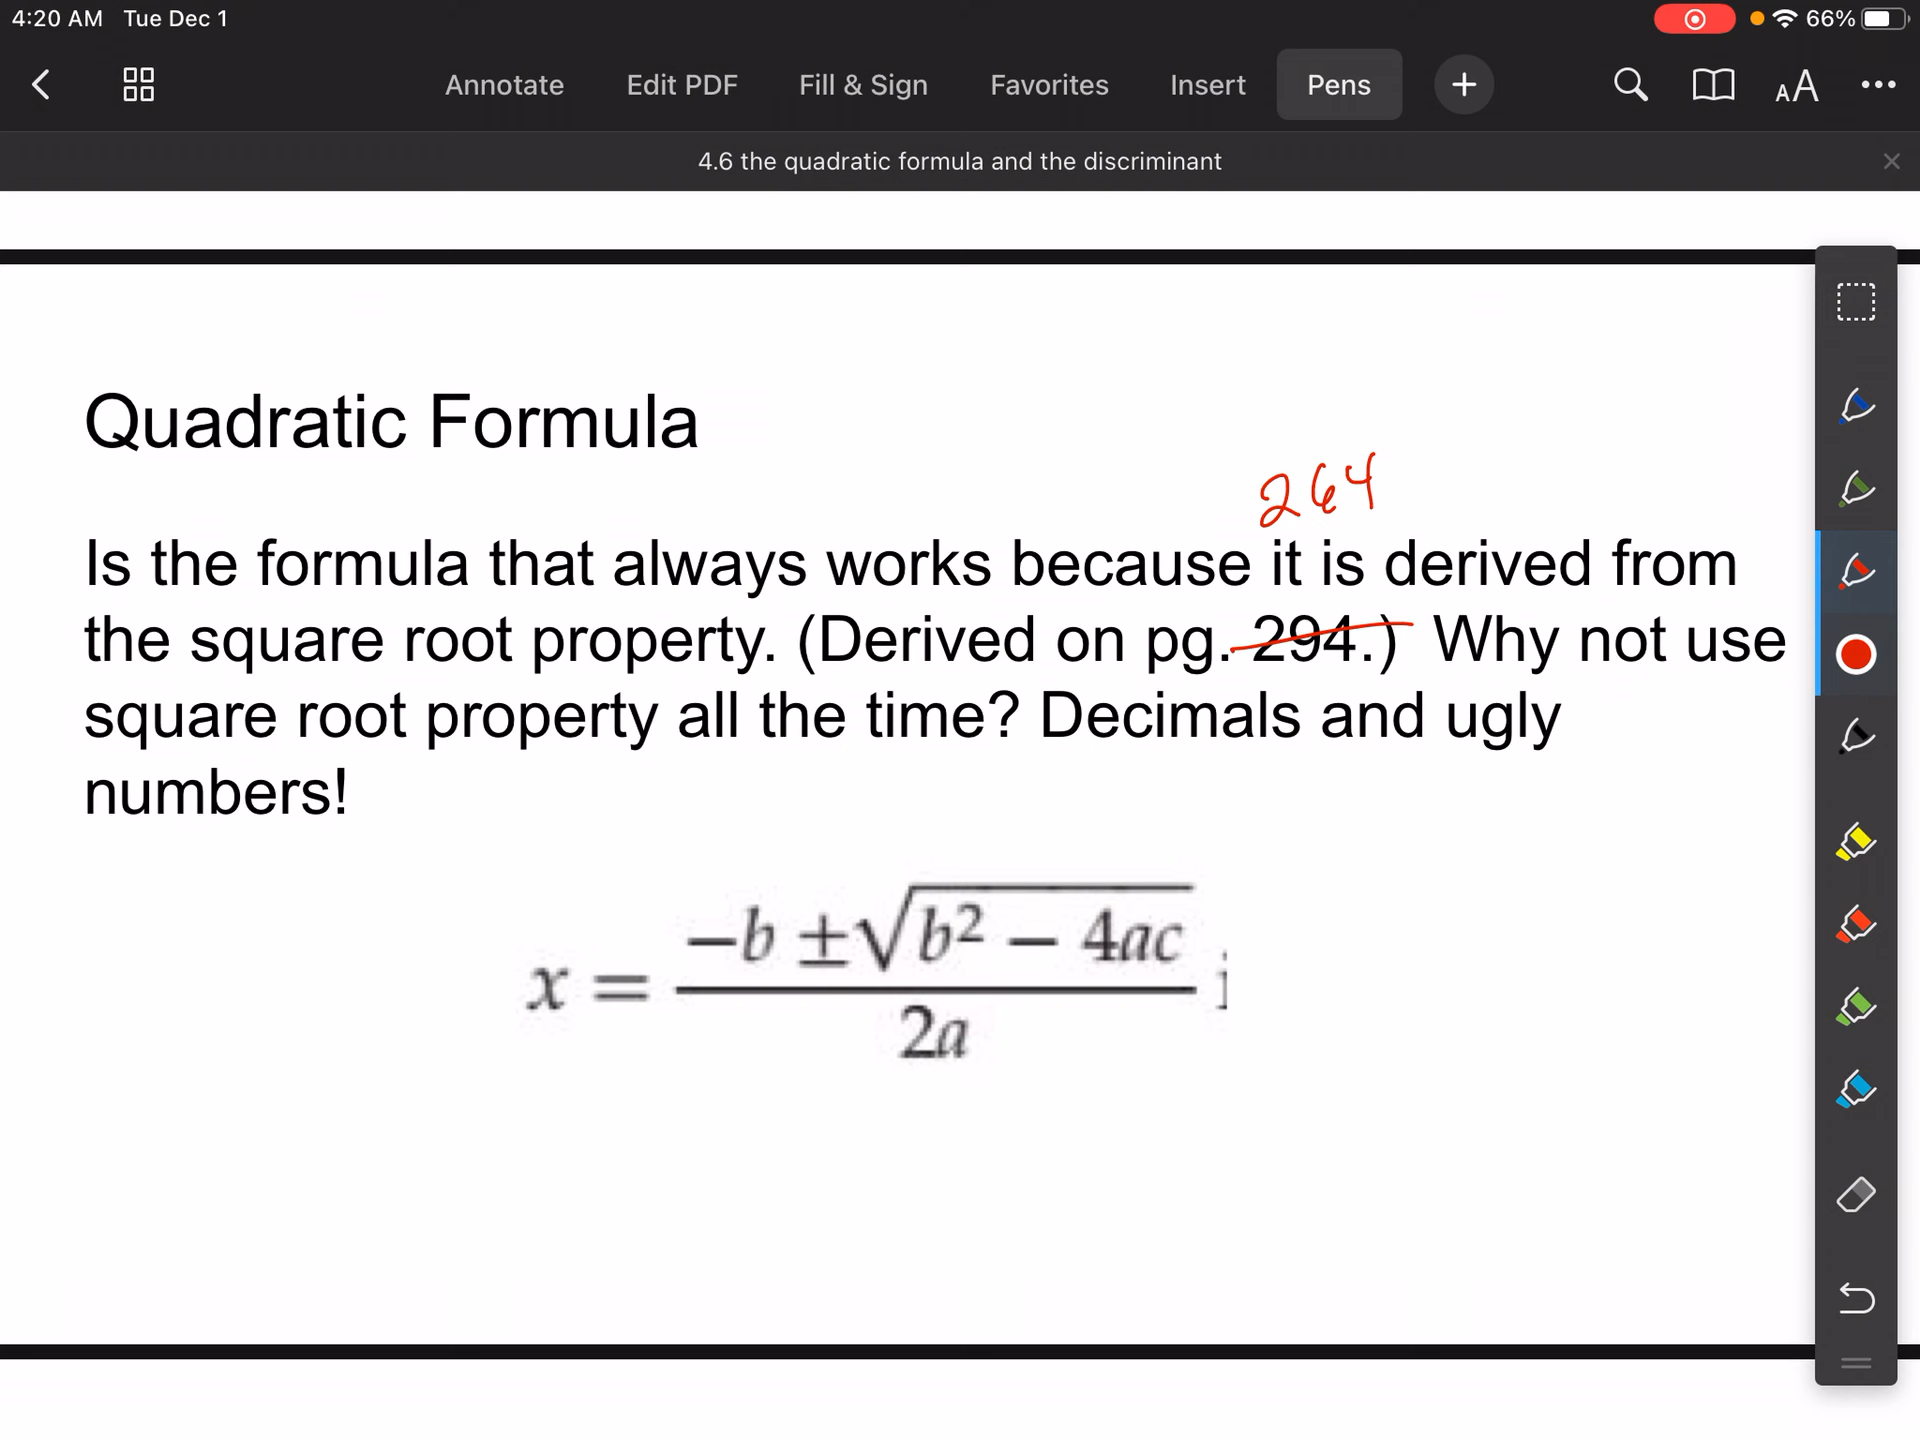 4:20 AM Tue Dec 1
66%
Annotate Edit PDF Fill & Sign Favorites Insert Pens + AA
4.6 the quadratic formula and the discriminant
Quadratic Formula
264
Is the formula that always works because it is derived from
the square root property. (Derived on pg. 294.) Why not use
square root property all the time? Decimals and ugly
numbers!
x = \frac{-b ± \sqrt{b² − 4ac}}{2a}